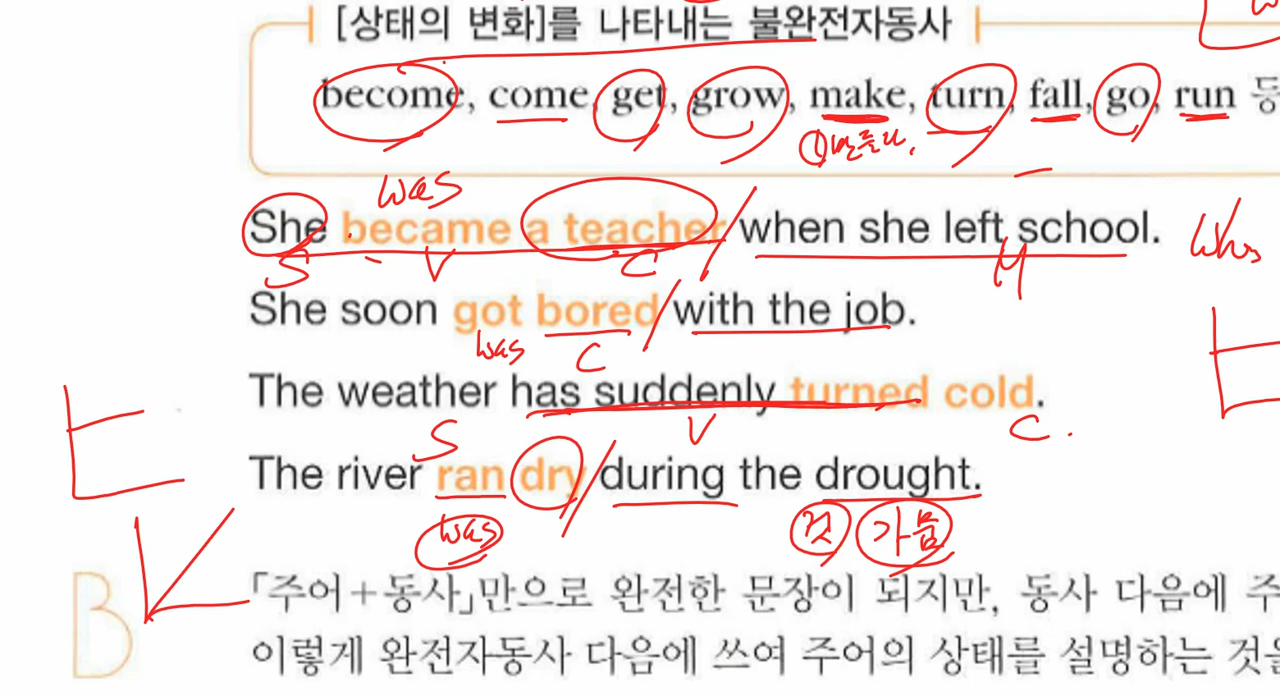 [상태의 변화]를 나타내는 불완전자동사
become, come, get, grow, make, turn, fall, go, run 등
①만들다.
was
She became a teacher / when she left school.
S V C M
She soon got bored / with the job.
was C
The weather has suddenly turned cold.
S V C.
The river ran dry / during the drought.
was 가뭄
E
K
B 「주어+동사」만으로 완전한 문장이 되지만, 동사 다음에 주
이렇게 완전자동사 다음에 쓰여 주어의 상태를 설명하는 것을